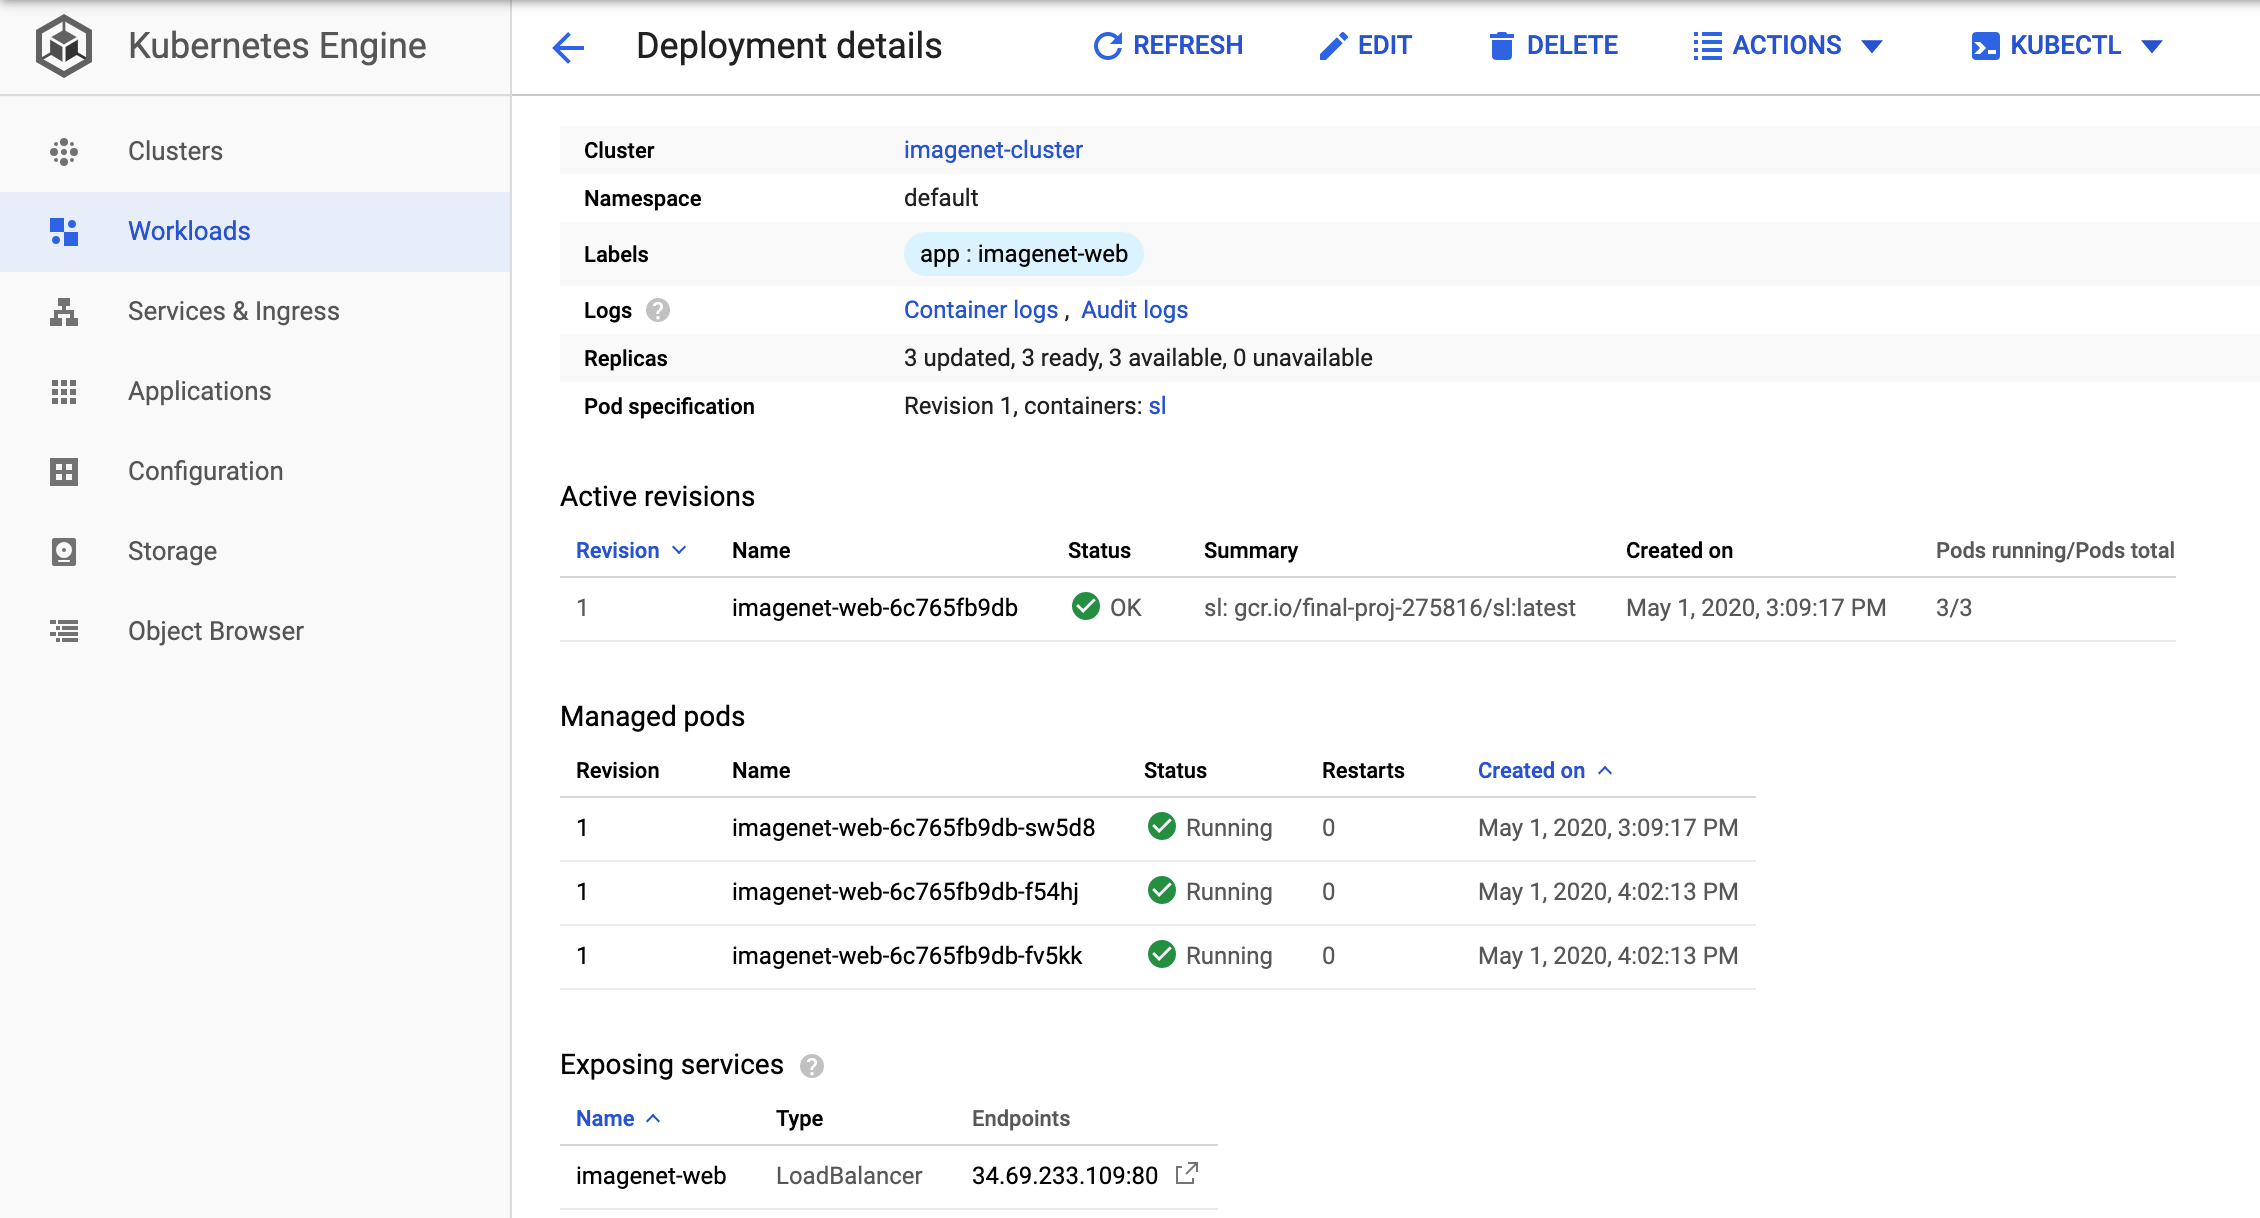 Kubernetes Engine
Deployment details
REFRESH
EDIT
DELETE
ACTIONS
KUBECTL
Clusters
Workloads
Services & Ingress
Applications
Configuration
Storage
Object Browser
Cluster imagenet-cluster
Namespace default
Labels app : imagenet-web
Logs ? Container logs , Audit logs
Replicas 3 updated, 3 ready, 3 available, 0 unavailable
Pod specification Revision 1, containers: sl
Active revisions
Revision Name Status Summary Created on Pods running/Pods total
1 imagenet-web-6c765fb9db OK sl: gcr.io/final-proj-275816/sl:latest May 1, 2020, 3:09:17 PM 3/3
Managed pods
Revision Name Status Restarts Created on
1 imagenet-web-6c765fb9db-sw5d8 Running 0 May 1, 2020, 3:09:17 PM
1 imagenet-web-6c765fb9db-f54hj Running 0 May 1, 2020, 4:02:13 PM
1 imagenet-web-6c765fb9db-fv5kk Running 0 May 1, 2020, 4:02:13 PM
Exposing services ?
Name Type Endpoints
imagenet-web LoadBalancer 34.69.233.109:80